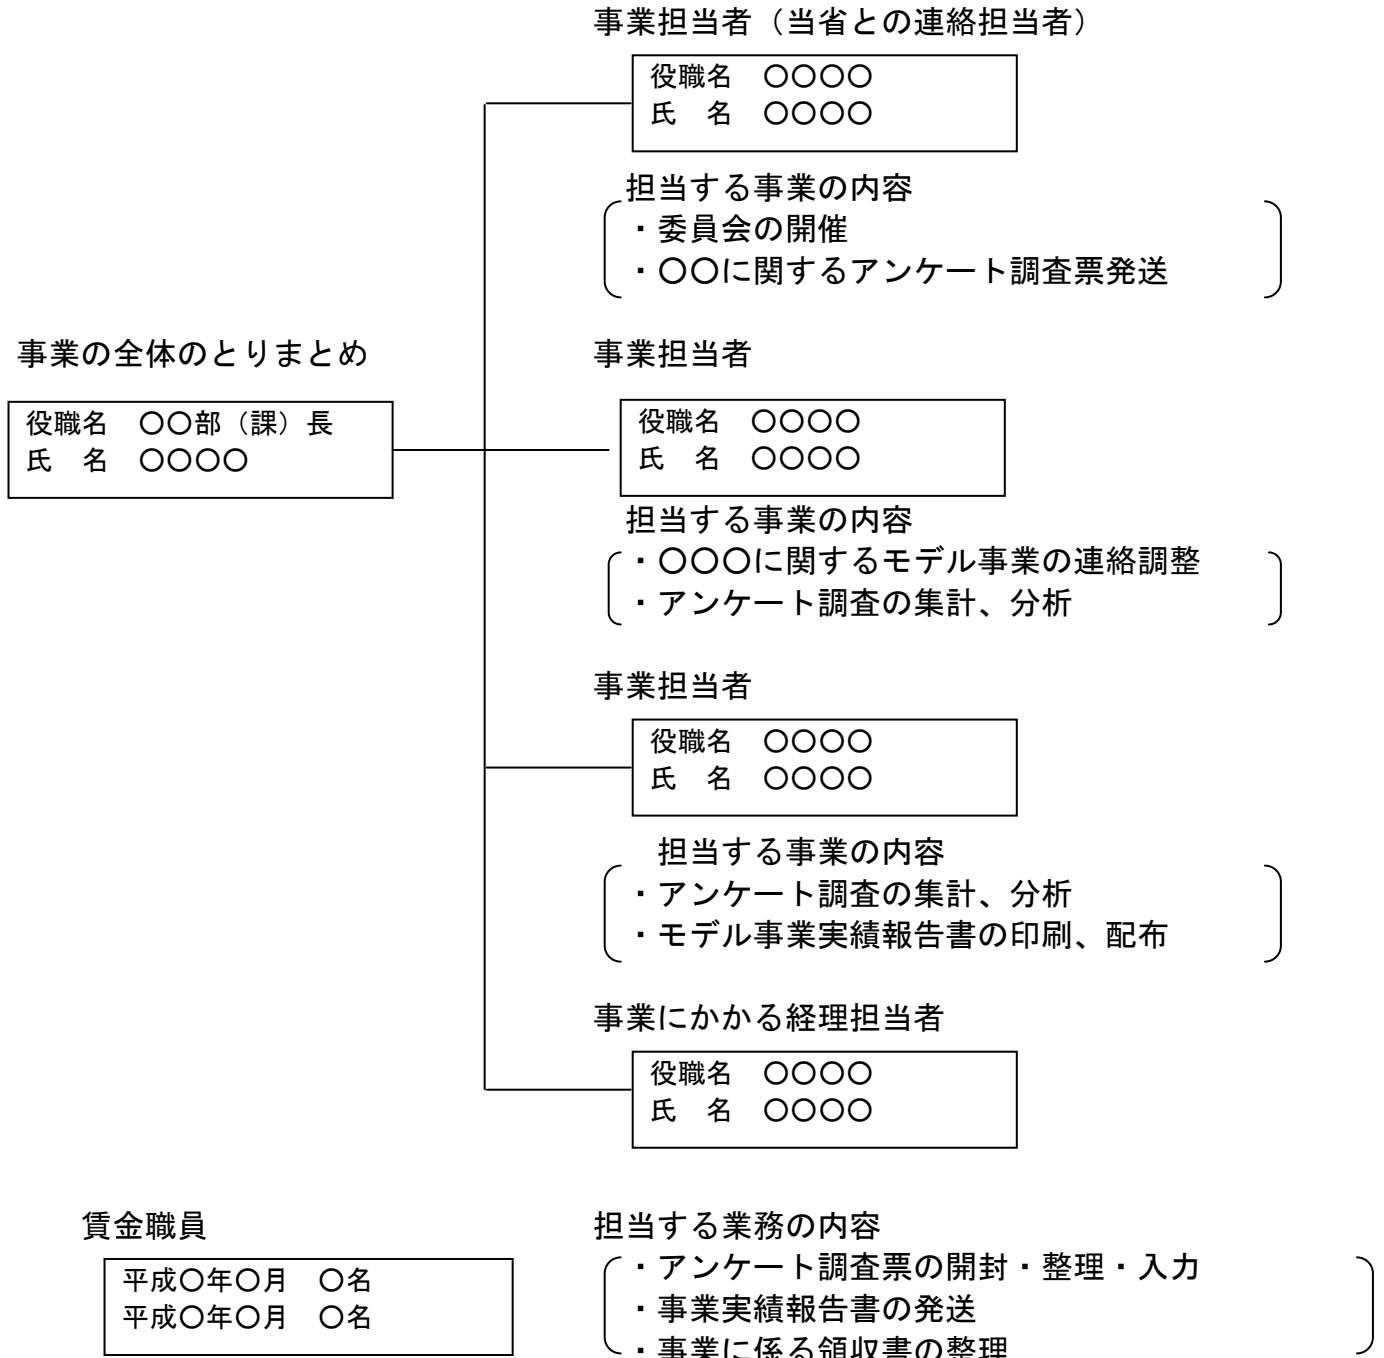 事業担当者（当省との連絡担当者）
役職名　〇〇〇〇
氏　名　〇〇〇〇
担当する事業の内容
・委員会の開催
・〇〇に関するアンケート調査票発送
事業の全体のとりまとめ
役職名　〇〇部（課）長
氏　名　〇〇〇〇
事業担当者
役職名　〇〇〇〇
氏　名　〇〇〇〇
担当する事業の内容
・〇〇〇に関するモデル事業の連絡調整
・アンケート調査の集計、分析
事業担当者
役職名　〇〇〇〇
氏　名　〇〇〇〇
担当する事業の内容
・アンケート調査の集計、分析
・モデル事業実績報告書の印刷、配布
事業にかかる経理担当者
役職名　〇〇〇〇
氏　名　〇〇〇〇
賃金職員
平成〇年〇月　〇名
平成〇年〇月　〇名
担当する業務の内容
・アンケート調査票の開封・整理・入力
・事業実績報告書の発送
・事業に係る領収書の整理